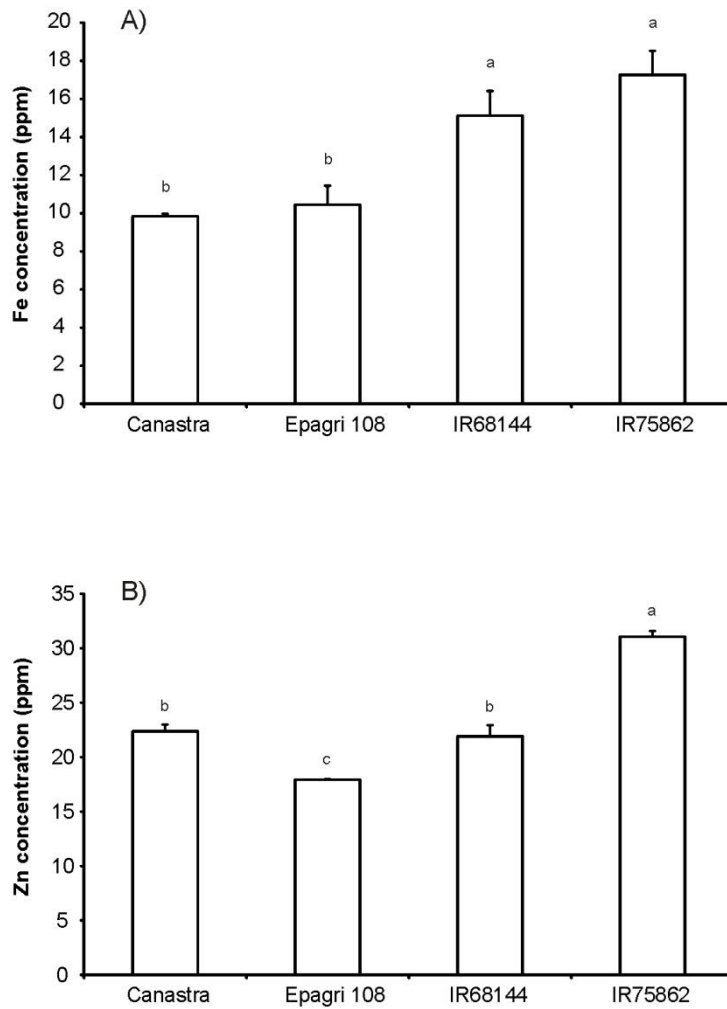 A)
Fe concentration (ppm)
20
18
16
14
12
10
8
6
4
2
0
b
b
a
a
Canastra Epagri 108 IR68144 IR75862
B)
Zn concentration (ppm)
35
30
25
20
15
10
5
0
b
c
b
a
Canastra Epagri 108 IR68144 IR75862